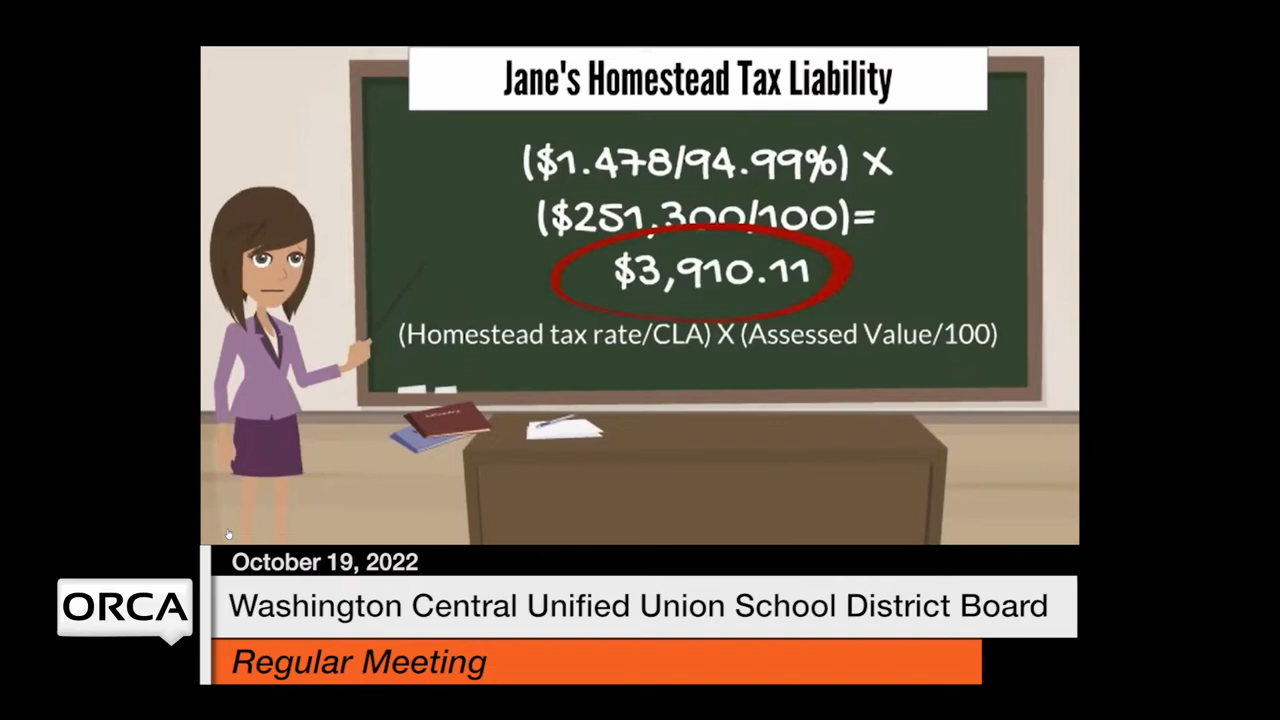 Jane's Homestead Tax Liability
($1.478/94.99%) X
($251,300/100)=
$3,910.11
(Homestead tax rate/CLA) X (Assessed Value/100)
October 19, 2022
ORCA
Washington Central Unified Union School District Board
Regular Meeting